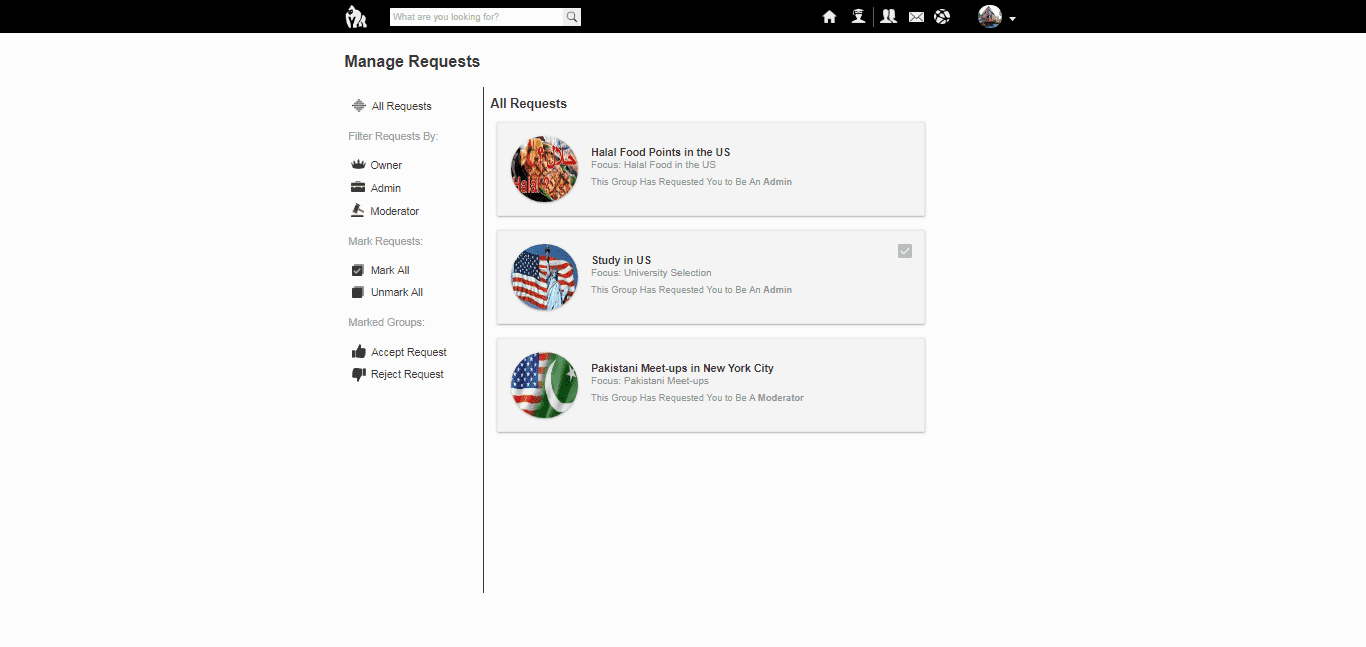 What are you looking for?
Manage Requests
All Requests
Filter Requests By:
Owner
Admin
Moderator
Mark Requests:
Mark All
Unmark All
Marked Groups:
Accept Request
Reject Request
All Requests
Halal Food Points in the US
Focus: Halal Food in the US
This Group Has Requested You to Be An Admin
Study in US
Focus: University Selection
This Group Has Requested You to Be An Admin
Pakistani Meet-ups in New York City
Focus: Pakistani Meet-ups
This Group Has Requested You to Be A Moderator